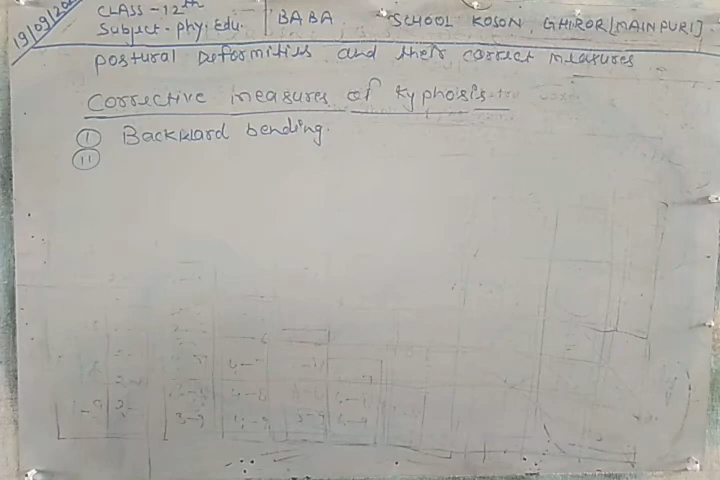 19/09/20
CLASS-12th
Subject-phy.Edu.
BABA SCHOOL KOSON, GHIROR[MAINPURI]
postural Deformities and their correct measures
Corrective measures of Kyphoisis
I Backward bending.
II